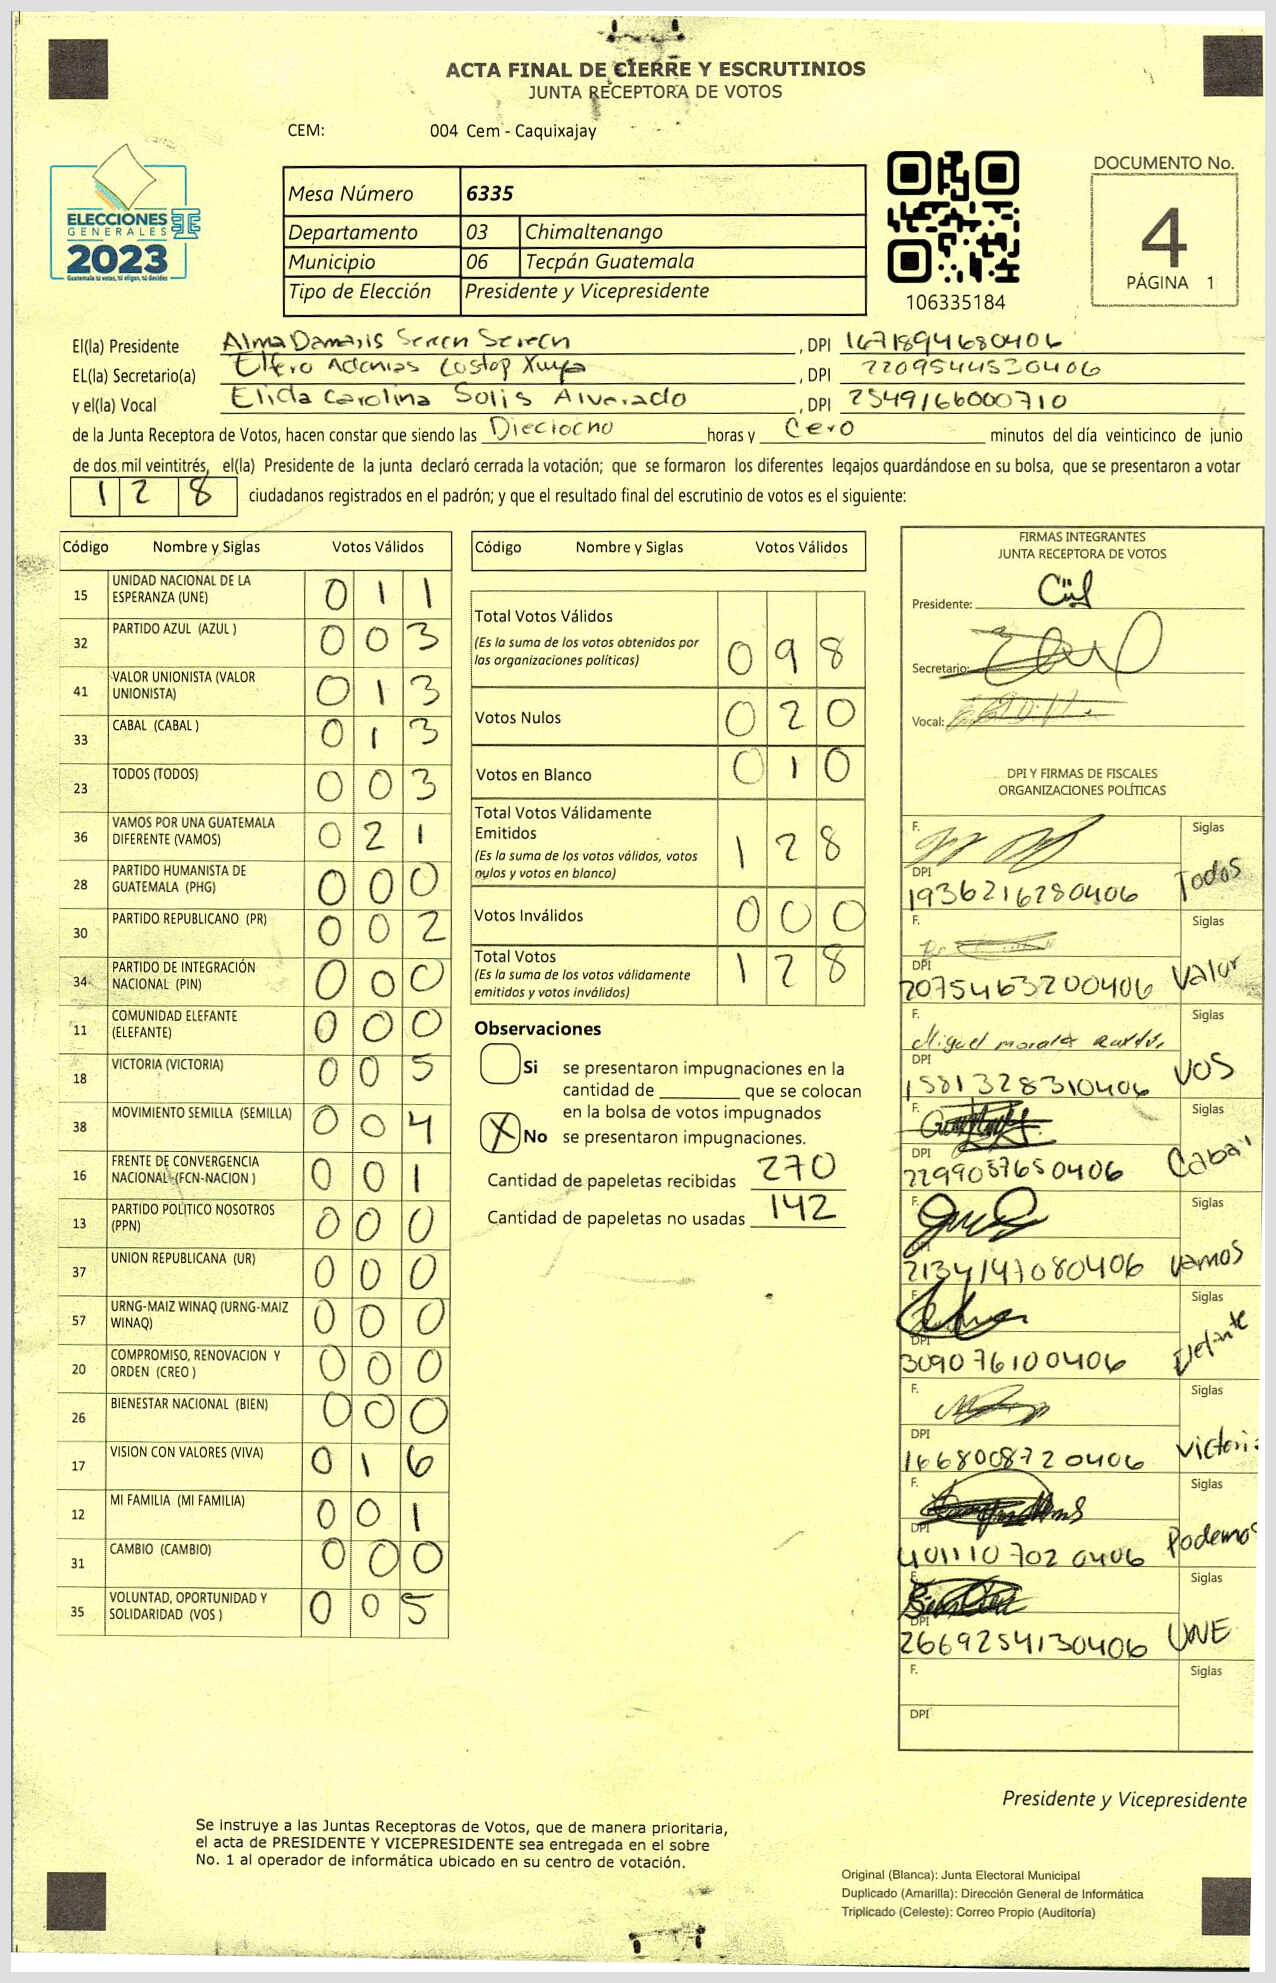 ACTA FINAL DE CIERRE Y ESCRUTINIOS
JUNTA RECEPTORA DE VOTOS
CEM: 004 Cem - Caquixajay
ELECCIONES
GENERALES
2023
Guatemala tú votas, tú eliges, tú decides
Mesa Número 6335
Departamento 03 Chimaltenango
Municipio 06 Tecpán Guatemala
Tipo de Elección Presidente y Vicepresidente
106335184
DOCUMENTO No.
4
PÁGINA 1
El(la) Presidente Alma Damaris Seren Seren, DPI 1671894680406
EL(la) Secretario(a) Adonias, DPI 2209544530406
y el(la) Vocal Elida Carolina Solis Alvarado, DPI 2549166000710
de la Junta Receptora de Votos, hacen constar que siendo las Dieciocho horas y Cero minutos del día veinticinco de junio
de dos mil veintitrés, el(la) Presidente de la junta declaró cerrada la votación; que se formaron los diferentes legajos guardándose en su bolsa, que se presentaron a votar
128 ciudadanos registrados en el padrón; y que el resultado final del escrutinio de votos es el siguiente:
Código Nombre y Siglas Votos Válidos
15 UNIDAD NACIONAL DE LA ESPERANZA (UNE) 0 1 1
32 PARTIDO AZUL (AZUL ) 0 0 3
41 VALOR UNIONISTA (VALOR UNIONISTA) 0 1 3
33 CABAL (CABAL ) 0 1 3
23 TODOS (TODOS) 0 0 3
36 VAMOS POR UNA GUATEMALA DIFERENTE (VAMOS) 0 2 1
28 PARTIDO HUMANISTA DE GUATEMALA (PHG) 0 0 0
30 PARTIDO REPUBLICANO (PR) 0 0 2
34 PARTIDO DE INTEGRACIÓN NACIONAL (PIN) 0 0 0
11 COMUNIDAD ELEFANTE (ELEFANTE) 0 0 0
18 VICTORIA (VICTORIA) 0 0 5
38 MOVIMIENTO SEMILLA (SEMILLA) 0 0 4
16 FRENTE DE CONVERGENCIA NACIONAL (FCN-NACION ) 0 0 1
13 PARTIDO POLITICO NOSOTROS (PPN) 0 0 0
37 UNION REPUBLICANA (UR) 0 0 0
57 URNG-MAIZ WINAQ (URNG-MAIZ WINAQ) 0 0 0
20 COMPROMISO, RENOVACION Y ORDEN (CREO ) 0 0 0
26 BIENESTAR NACIONAL (BIEN) 0 0 0
17 VISION CON VALORES (VIVA) 0 1 6
12 MI FAMILIA (MI FAMILIA) 0 0 1
31 CAMBIO (CAMBIO) 0 0 0
35 VOLUNTAD, OPORTUNIDAD Y SOLIDARIDAD (VOS ) 0 0 5
Código Nombre y Siglas Votos Válidos
Total Votos Válidos
(Es la suma de los votos obtenidos por
las organizaciones políticas) 0 9 8
Votos Nulos 0 2 0
Votos en Blanco 0 1 0
Total Votos Válidamente
Emitidos
(Es la suma de los votos válidos, votos
nulos y votos en blanco) 1 2 8
Votos Inválidos 0 0 0
Total Votos
(Es la suma de los votos válidamente
emitidos y votos inválidos) 1 2 8
Observaciones
Si se presentaron impugnaciones en la
cantidad de ________ que se colocan
en la bolsa de votos impugnados
X No se presentaron impugnaciones.
Cantidad de papeletas recibidas 270
Cantidad de papeletas no usadas 142
FIRMAS INTEGRANTES
JUNTA RECEPTORA DE VOTOS
Presidente:
Secretario:
Vocal:
DPI Y FIRMAS DE FISCALES
ORGANIZACIONES POLÍTICAS
F. Siglas
DPI
1936216280406 Todos
F. Siglas
DPI
2075463200406 Valor
F. Miguel Siglas
DPI
1581328310406 VOS
F. Siglas
DPI
2299057650406 Cabal
F. Siglas
DPI
2134147080406 Vamos
F. Siglas
DPI
309076100406 Elefante
F. Siglas
DPI
1668008720406 Victoria
F. Siglas
DPI
401110 7020406 Podemos
F. Siglas
DPI
2669254130406 UNE
F. Siglas
DPI
Presidente y Vicepresidente
Se instruye a las Juntas Receptoras de Votos, que de manera prioritaria,
el acta de PRESIDENTE Y VICEPRESIDENTE sea entregada en el sobre
No. 1 al operador de informática ubicado en su centro de votación.
Original (Blanca): Junta Electoral Municipal
Duplicado (Amarilla): Dirección General de Informática
Triplicado (Celeste): Correo Propio (Auditoría)